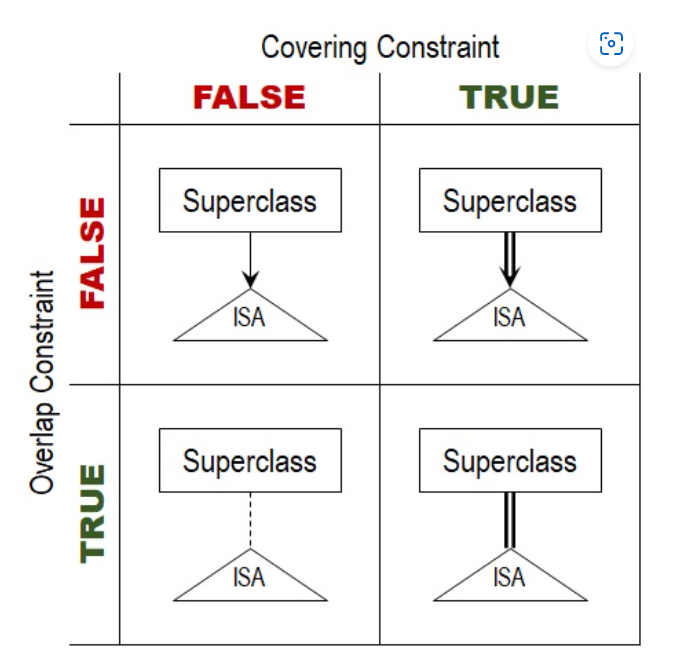 Covering Constraint
FALSE
TRUE
Overlap Constraint
FALSE
Superclass
ISA
Superclass
ISA
TRUE
Superclass
ISA
Superclass
ISA